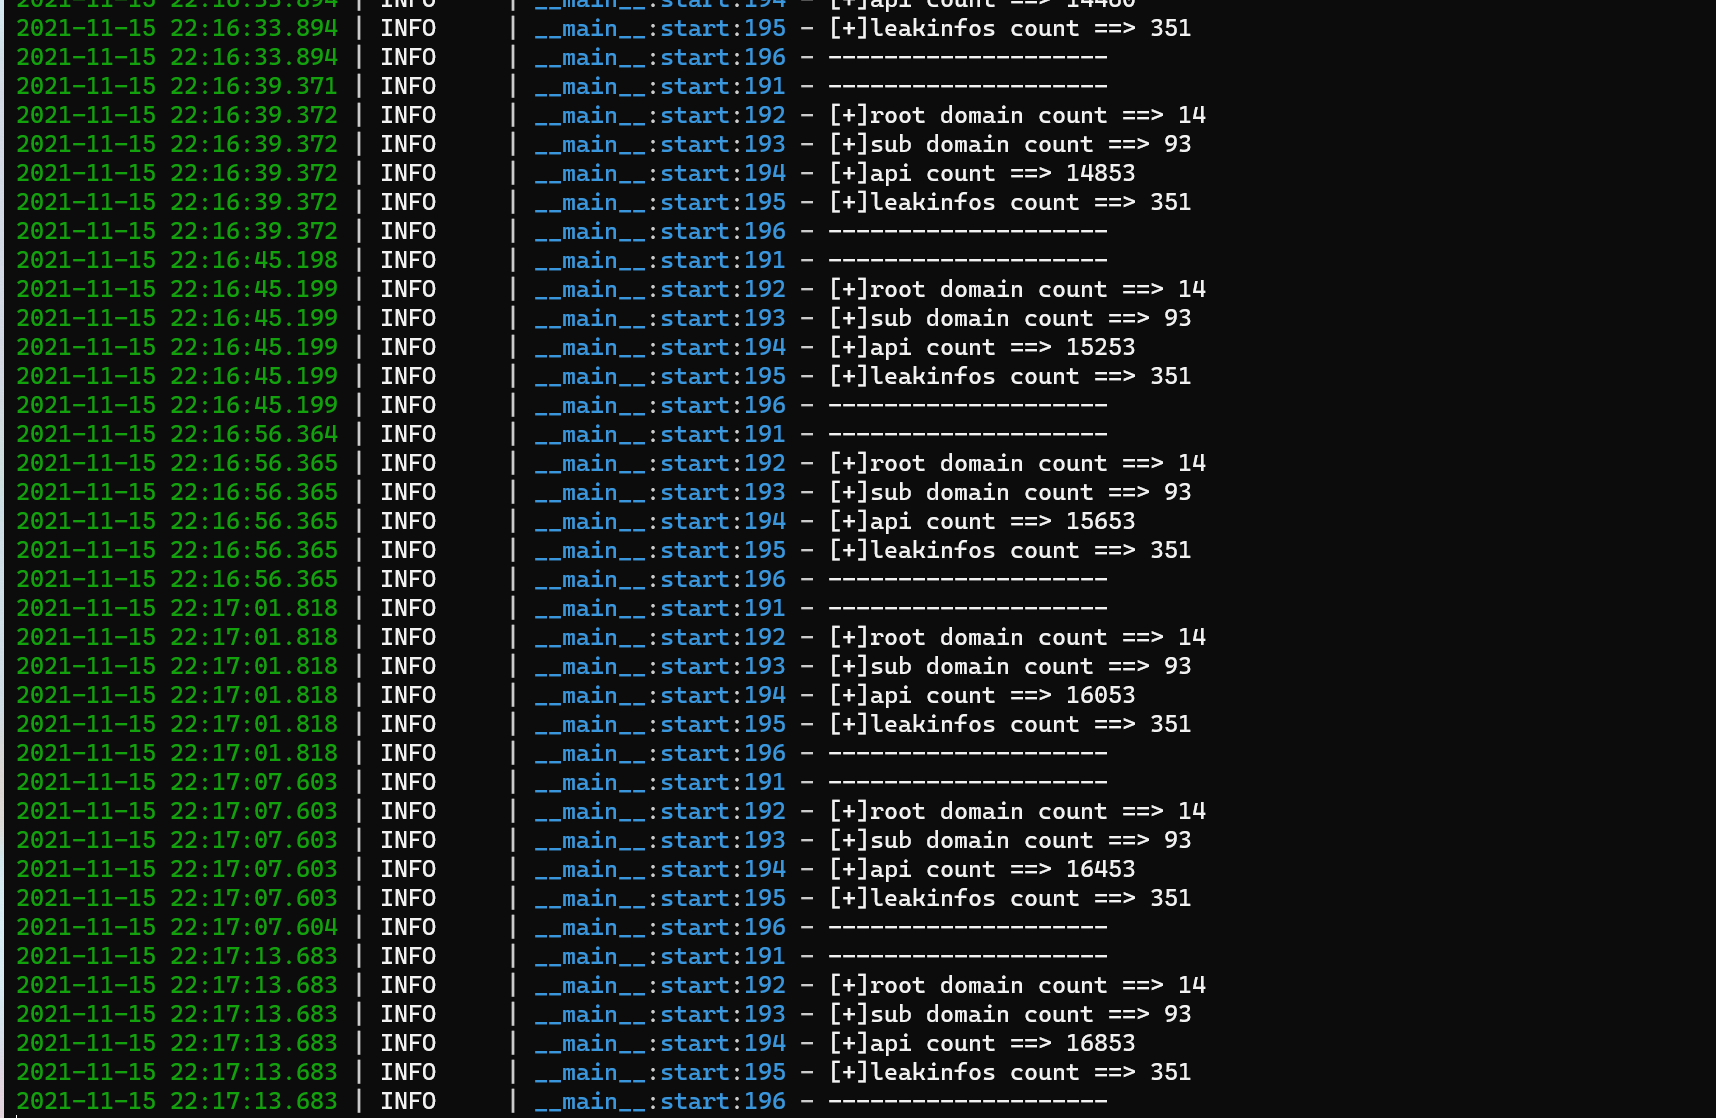 2021-11-15 22:16:33.894 | INFO     | __main__:start:194 - [+]api count ==> 14480
2021-11-15 22:16:33.894 | INFO     | __main__:start:195 - [+]leakinfos count ==> 351
2021-11-15 22:16:33.894 | INFO     | __main__:start:196 - --------------------
2021-11-15 22:16:39.371 | INFO     | __main__:start:191 - --------------------
2021-11-15 22:16:39.372 | INFO     | __main__:start:192 - [+]root domain count ==> 14
2021-11-15 22:16:39.372 | INFO     | __main__:start:193 - [+]sub domain count ==> 93
2021-11-15 22:16:39.372 | INFO     | __main__:start:194 - [+]api count ==> 14853
2021-11-15 22:16:39.372 | INFO     | __main__:start:195 - [+]leakinfos count ==> 351
2021-11-15 22:16:39.372 | INFO     | __main__:start:196 - --------------------
2021-11-15 22:16:45.198 | INFO     | __main__:start:191 - --------------------
2021-11-15 22:16:45.199 | INFO     | __main__:start:192 - [+]root domain count ==> 14
2021-11-15 22:16:45.199 | INFO     | __main__:start:193 - [+]sub domain count ==> 93
2021-11-15 22:16:45.199 | INFO     | __main__:start:194 - [+]api count ==> 15253
2021-11-15 22:16:45.199 | INFO     | __main__:start:195 - [+]leakinfos count ==> 351
2021-11-15 22:16:45.199 | INFO     | __main__:start:196 - --------------------
2021-11-15 22:16:56.364 | INFO     | __main__:start:191 - --------------------
2021-11-15 22:16:56.365 | INFO     | __main__:start:192 - [+]root domain count ==> 14
2021-11-15 22:16:56.365 | INFO     | __main__:start:193 - [+]sub domain count ==> 93
2021-11-15 22:16:56.365 | INFO     | __main__:start:194 - [+]api count ==> 15653
2021-11-15 22:16:56.365 | INFO     | __main__:start:195 - [+]leakinfos count ==> 351
2021-11-15 22:16:56.365 | INFO     | __main__:start:196 - --------------------
2021-11-15 22:17:01.818 | INFO     | __main__:start:191 - --------------------
2021-11-15 22:17:01.818 | INFO     | __main__:start:192 - [+]root domain count ==> 14
2021-11-15 22:17:01.818 | INFO     | __main__:start:193 - [+]sub domain count ==> 93
2021-11-15 22:17:01.818 | INFO     | __main__:start:194 - [+]api count ==> 16053
2021-11-15 22:17:01.818 | INFO     | __main__:start:195 - [+]leakinfos count ==> 351
2021-11-15 22:17:01.818 | INFO     | __main__:start:196 - --------------------
2021-11-15 22:17:07.603 | INFO     | __main__:start:191 - --------------------
2021-11-15 22:17:07.603 | INFO     | __main__:start:192 - [+]root domain count ==> 14
2021-11-15 22:17:07.603 | INFO     | __main__:start:193 - [+]sub domain count ==> 93
2021-11-15 22:17:07.603 | INFO     | __main__:start:194 - [+]api count ==> 16453
2021-11-15 22:17:07.603 | INFO     | __main__:start:195 - [+]leakinfos count ==> 351
2021-11-15 22:17:07.604 | INFO     | __main__:start:196 - --------------------
2021-11-15 22:17:13.683 | INFO     | __main__:start:191 - --------------------
2021-11-15 22:17:13.683 | INFO     | __main__:start:192 - [+]root domain count ==> 14
2021-11-15 22:17:13.683 | INFO     | __main__:start:193 - [+]sub domain count ==> 93
2021-11-15 22:17:13.683 | INFO     | __main__:start:194 - [+]api count ==> 16853
2021-11-15 22:17:13.683 | INFO     | __main__:start:195 - [+]leakinfos count ==> 351
2021-11-15 22:17:13.683 | INFO     | __main__:start:196 - --------------------